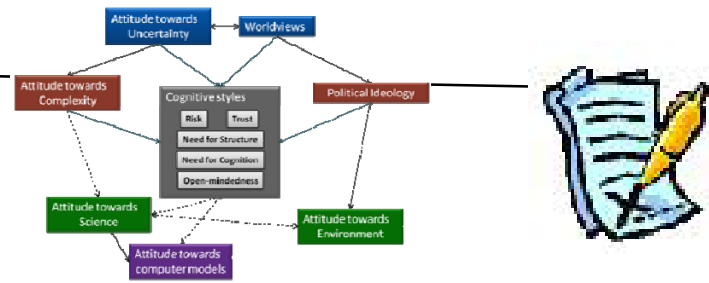 Attitude towards
Uncertainty
Worldviews
Attitude towards
Complexity
Cognitive styles
Risk
Trust
Need for Structure
Need for Cognition
Open-mindedness
Political Ideology
Attitude towards
Science
Attitude towards
Environment
Attitude towards
computer models